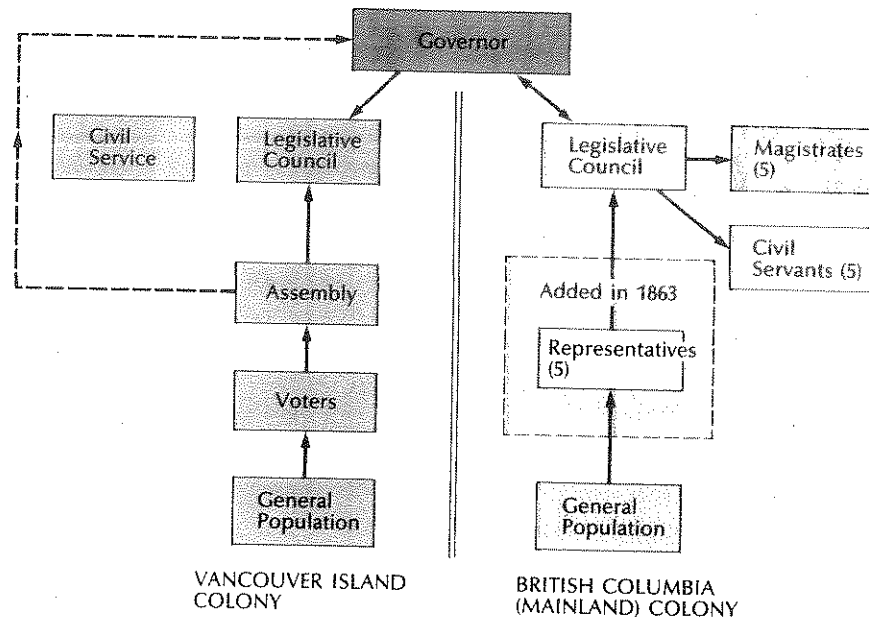 Governor
Civil
Service
Legislative
Council
Assembly
Voters
General
Population
VANCOUVER ISLAND
COLONY
Legislative
Council
Magistrates
(5)
Civil
Servants (5)
Added in 1863
Representatives
(5)
General
Population
BRITISH COLUMBIA
(MAINLAND) COLONY